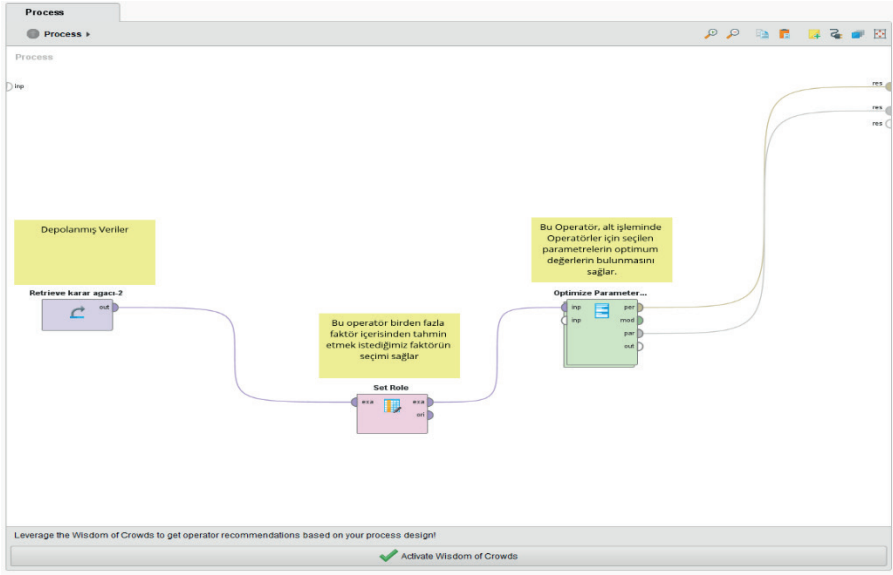 Process
Process
Process
inp
res
res
res
Depolanmış Veriler
Retrieve karar agacı-2
out
Bu operatör birden fazla
faktör içerisinden tahmin
etmek istediğimiz faktörün
seçimi sağlar
Set Role
exa
exa
ori
Bu Operatör, alt işleminde
Operatörler için seçilen
parametrelerin optimum
değerlerin bulunmasını
sağlar.
Optimize Parameter...
inp
inp
per
mod
par
out
Leverage the Wisdom of Crowds to get operator recommendations based on your process design!
Activate Wisdom of Crowds